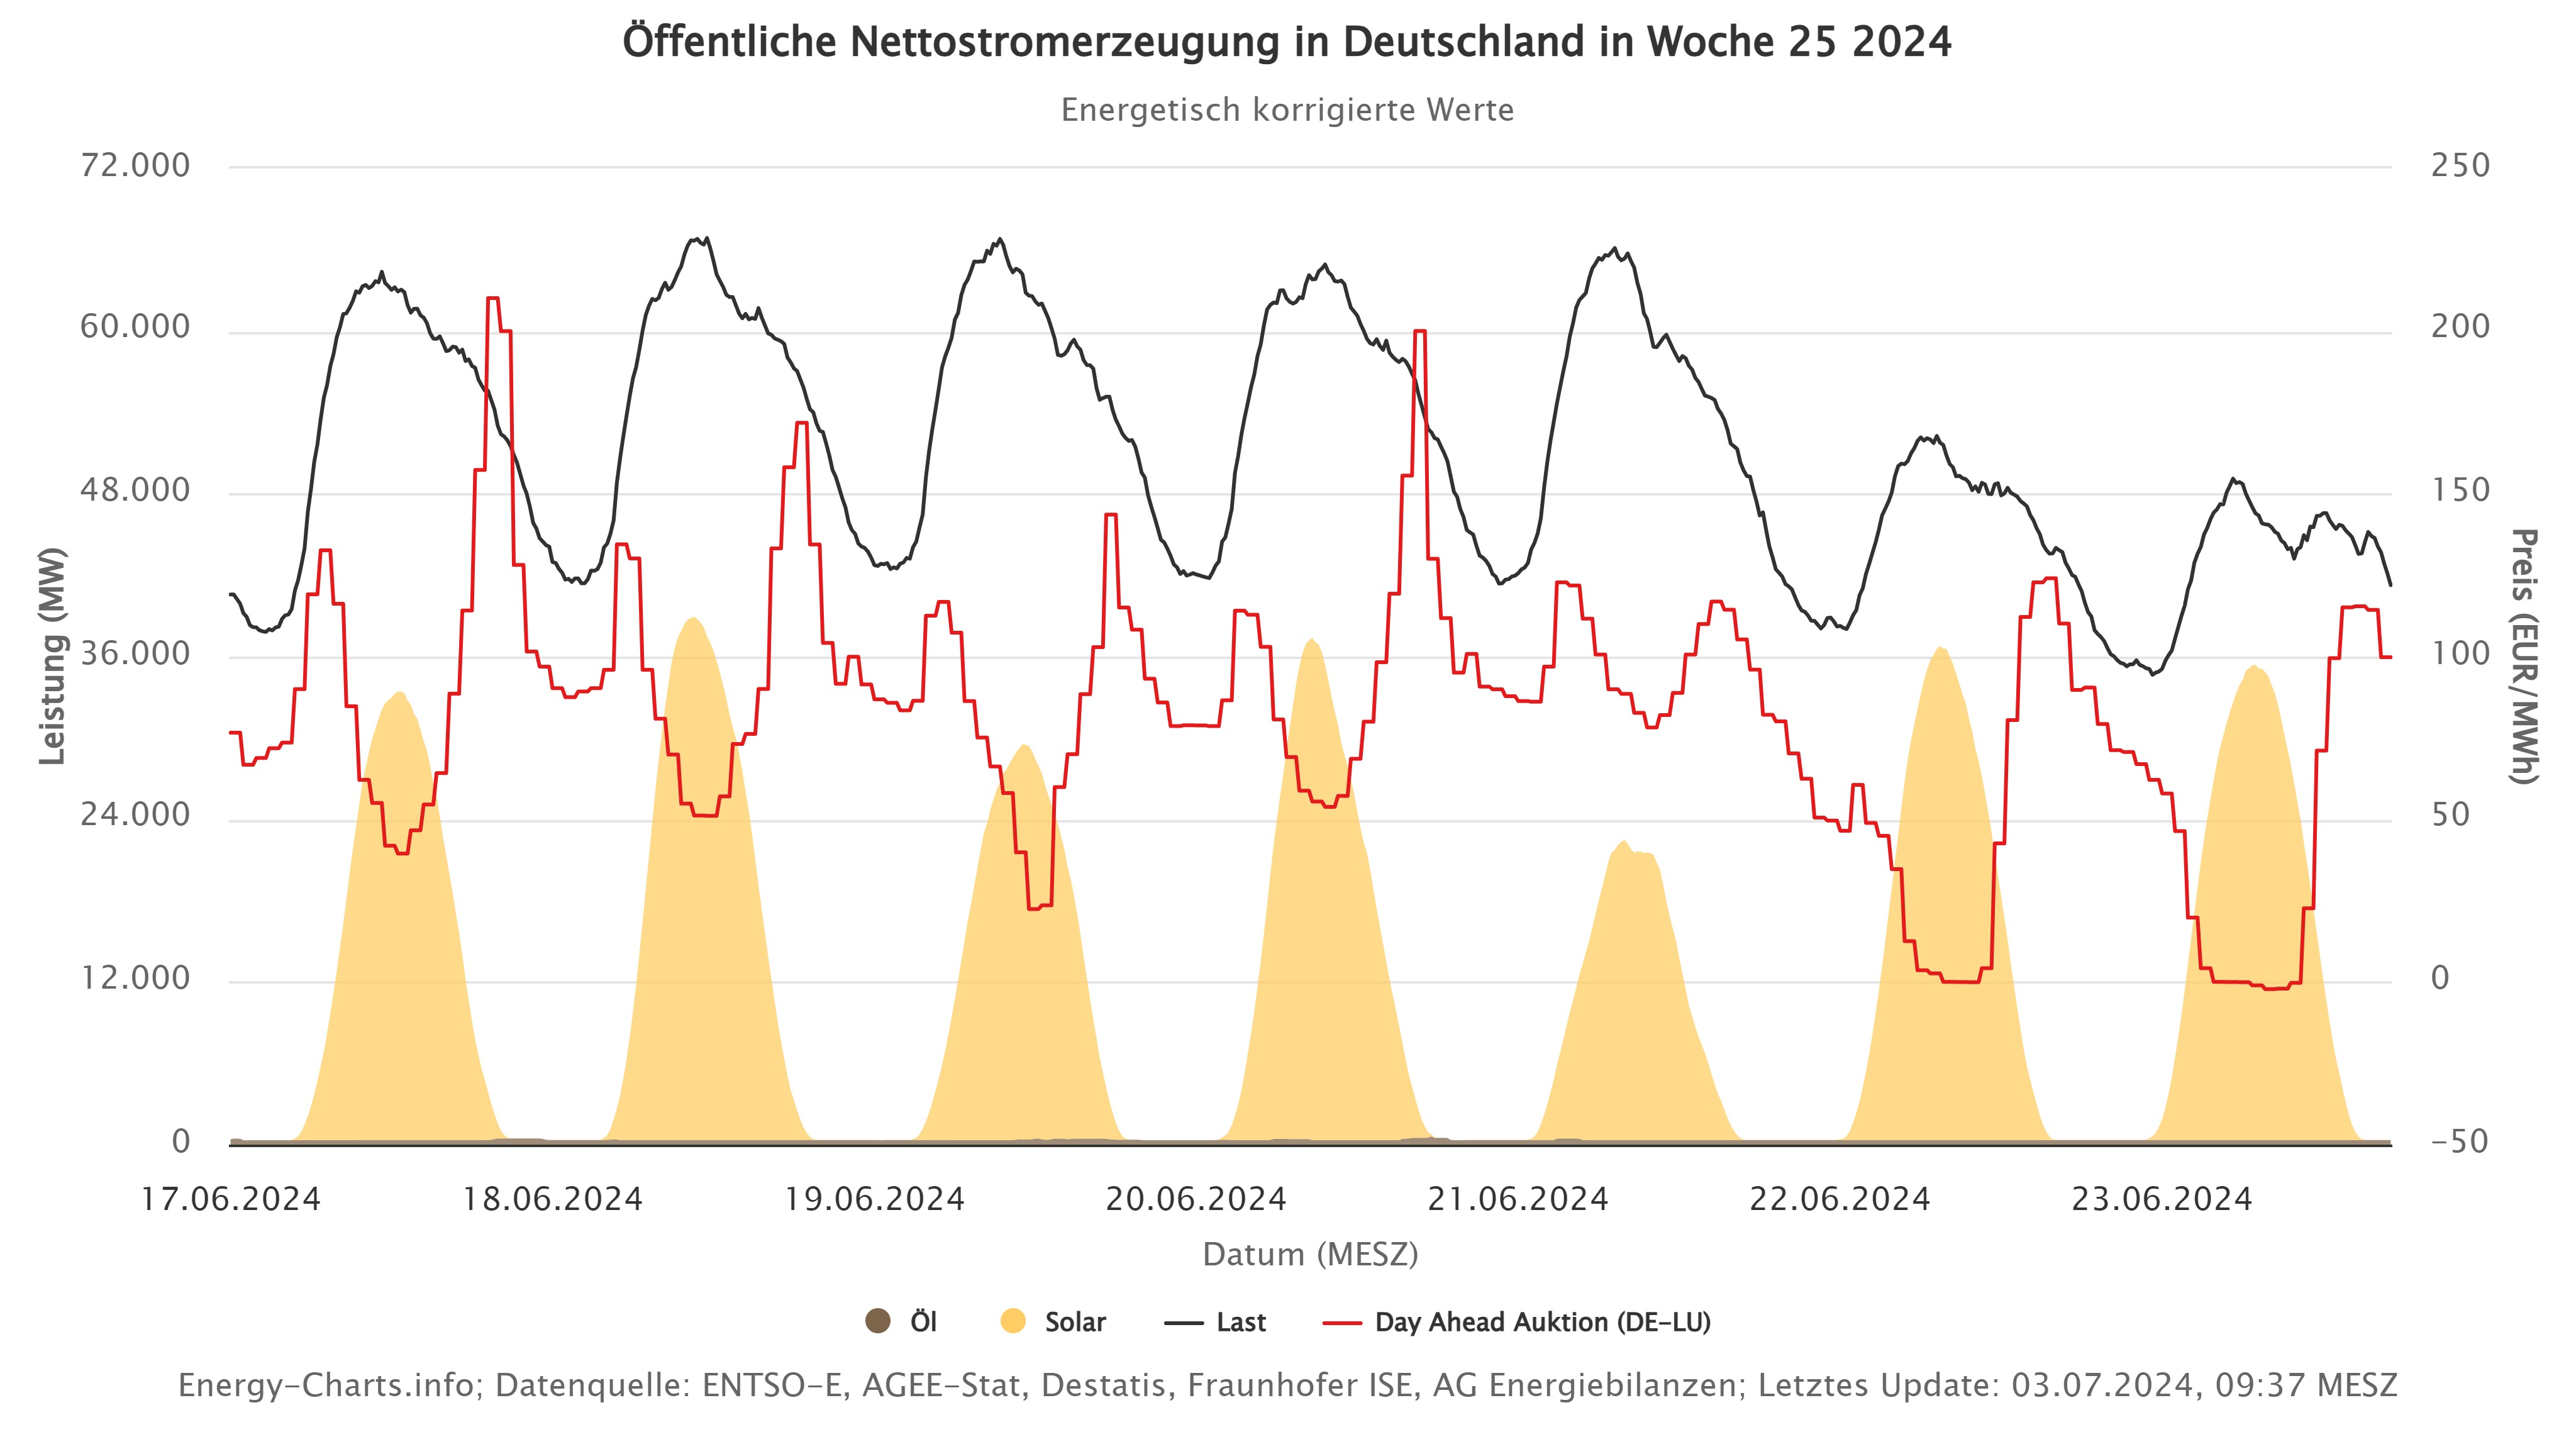 Öffentliche Nettostromerzeugung in Deutschland in Woche 25 2024
Energetisch korrigierte Werte
72.000
60.000
48.000
36.000
24.000
12.000
0
Leistung (MW)
250
200
150
100
50
0
−50
Preis (EUR/MWh)
17.06.2024 18.06.2024 19.06.2024 20.06.2024 21.06.2024 22.06.2024 23.06.2024
Datum (MESZ)
Öl Solar Last Day Ahead Auktion (DE−LU)
Energy−Charts.info; Datenquelle: ENTSO−E, AGEE−Stat, Destatis, Fraunhofer ISE, AG Energiebilanzen; Letztes Update: 03.07.2024, 09:37 MESZ